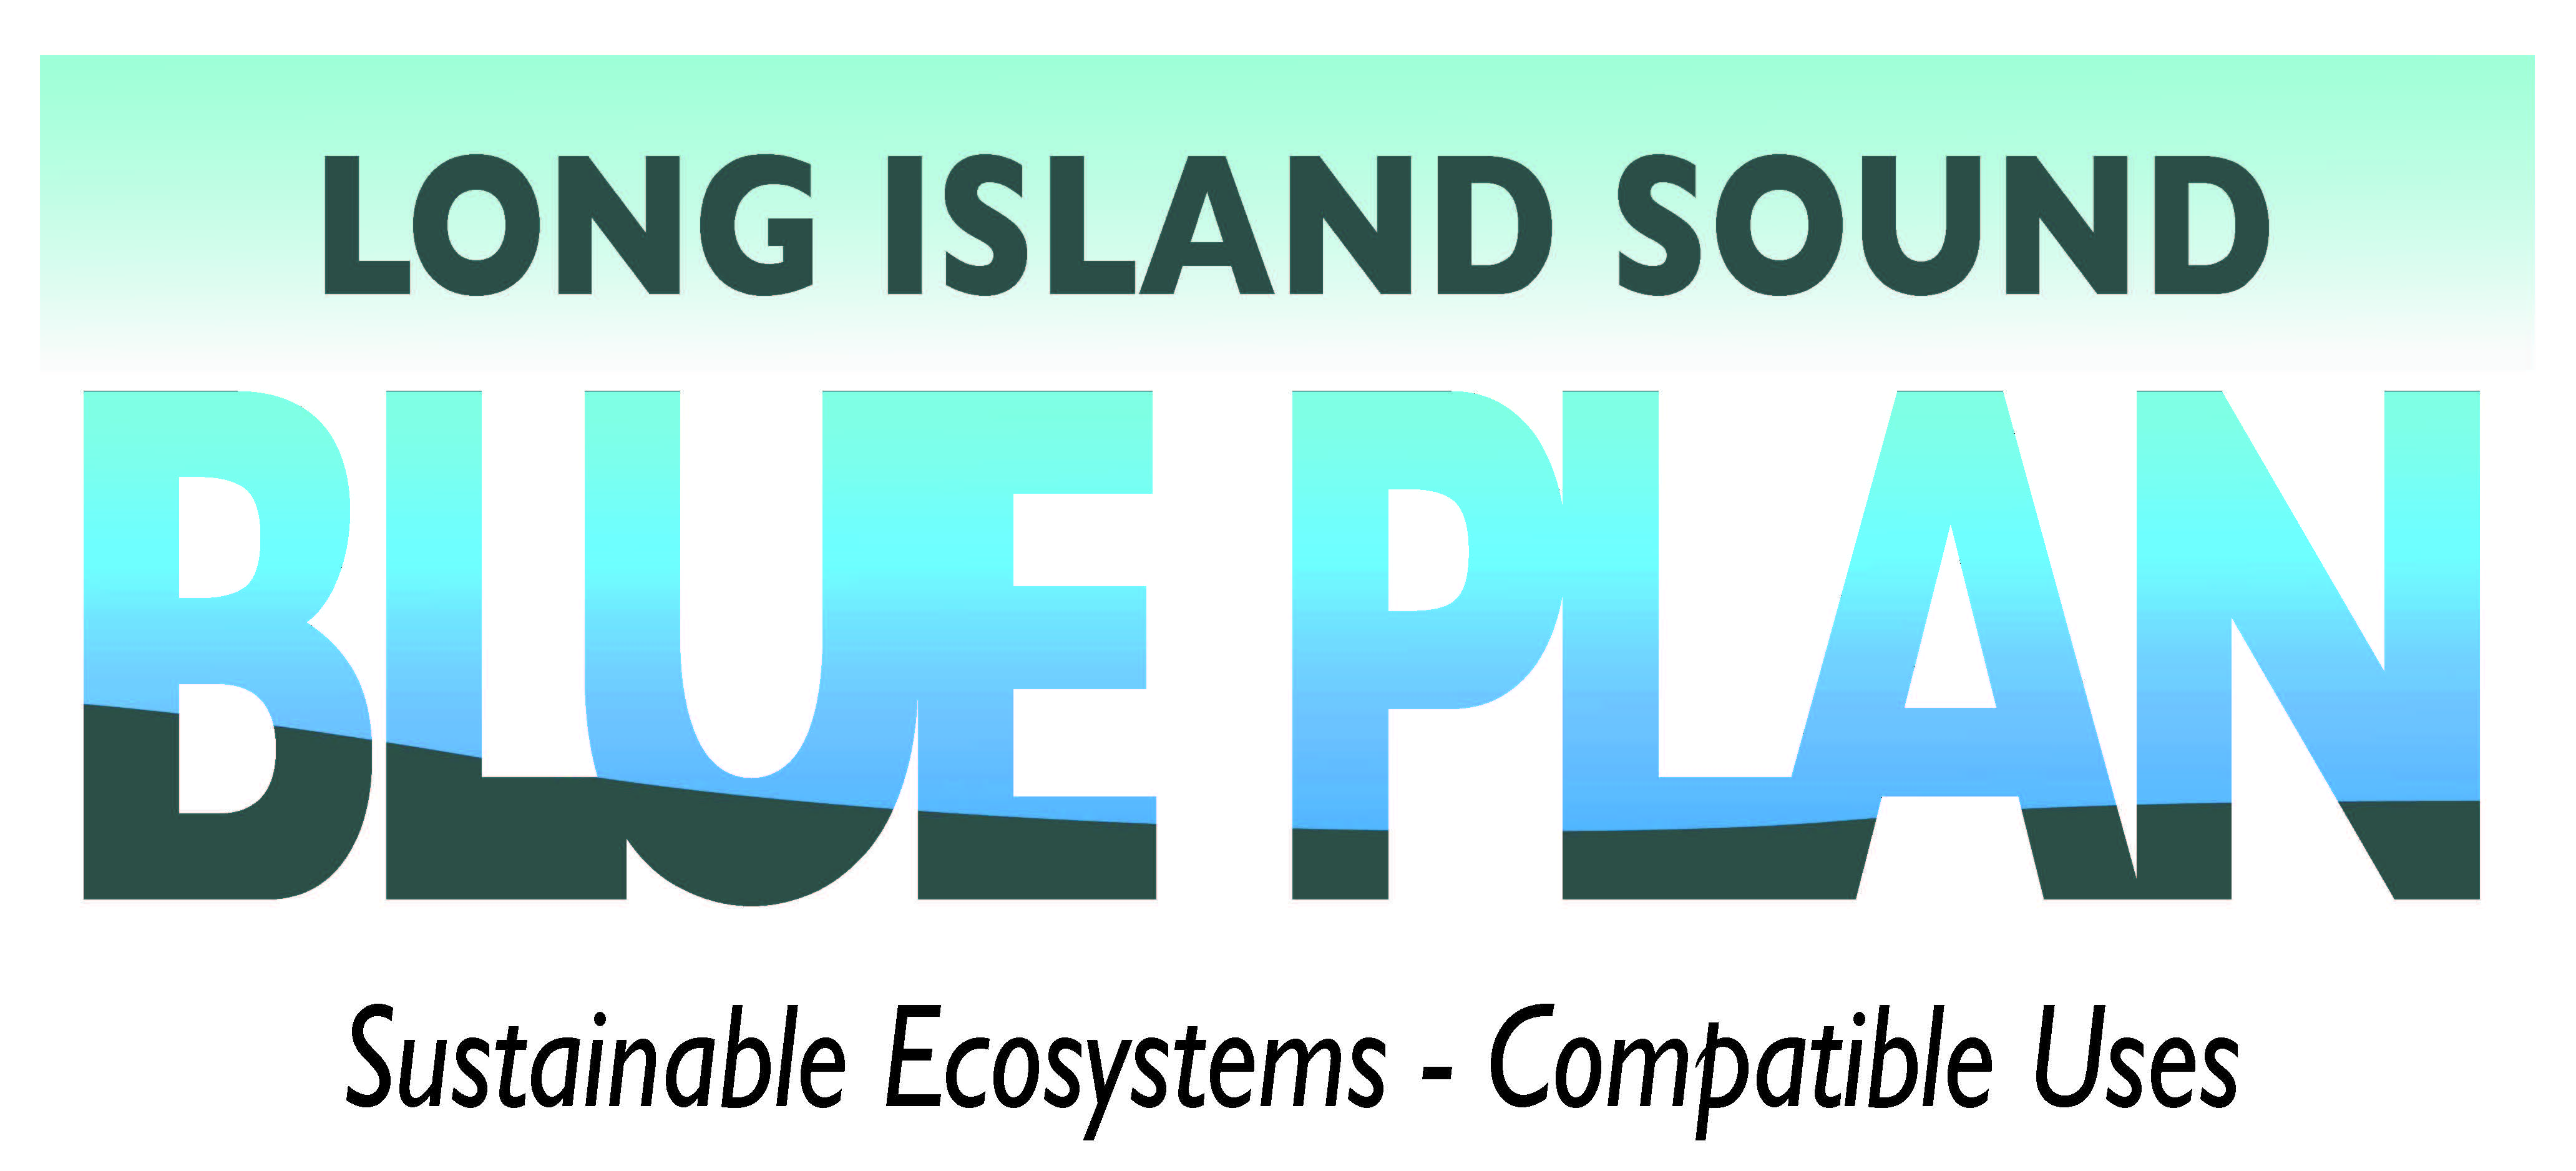 LONG ISLAND SOUND
BLUE PLAN
Sustainable Ecosystems - Compatible Uses